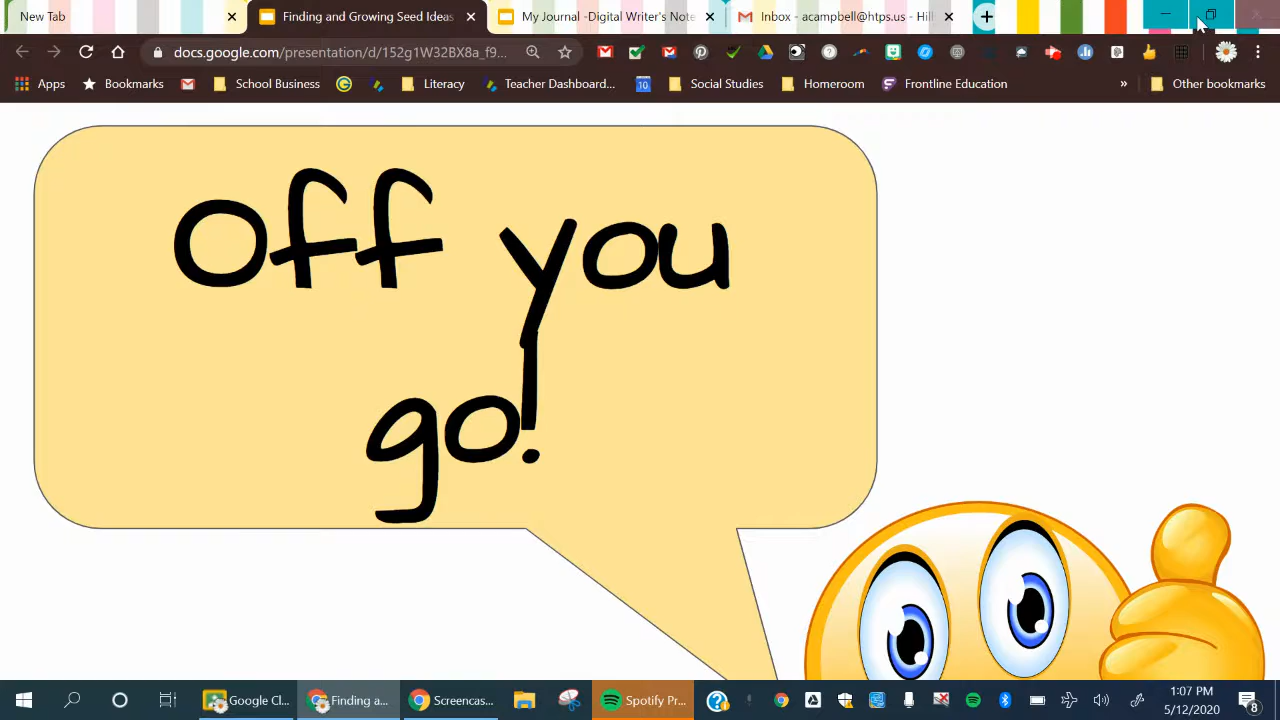 New Tab
Finding and Growing Seed Ideas
My Journal -Digital Writer's Note
Inbox - acampbell@htps.us - Hill
docs.google.com/presentation/d/152g1W32BX8a_f9...
Apps
Bookmarks
School Business
Literacy
Teacher Dashboard...
10
Social Studies
Homeroom
Frontline Education
»
Other bookmarks
Off you
go!
Google Cl...
Finding a...
Screencas...
Spotify Pr...
1:07 PM
5/12/2020
8